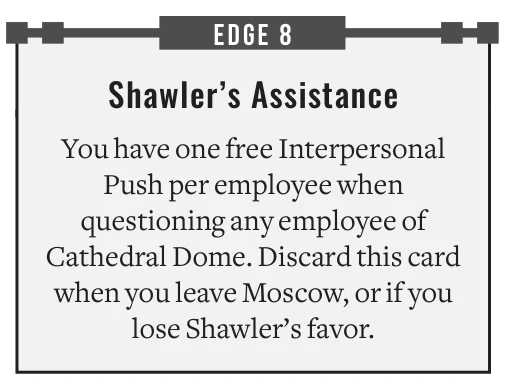 EDGE 8
Shawler’s Assistance
You have one free Interpersonal
Push per employee when
questioning any employee of
Cathedral Dome. Discard this card
when you leave Moscow, or if you
lose Shawler’s favor.